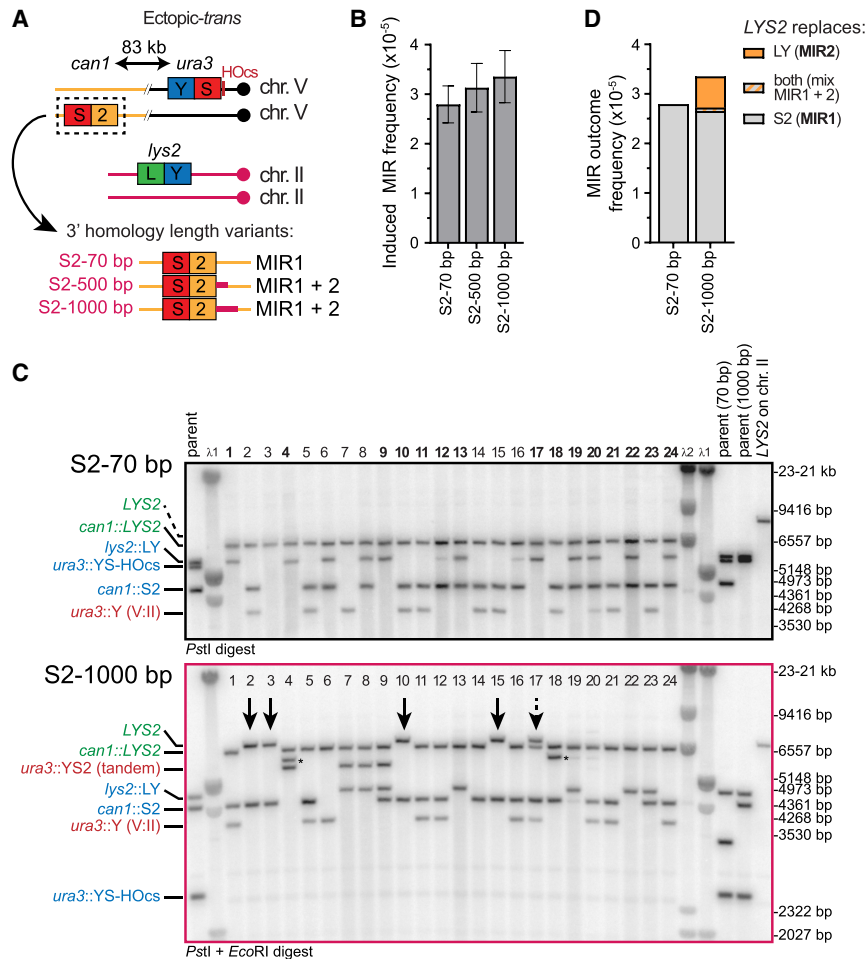 A
Ectopic-trans
83 kb
can1
ura3
HOcs
Y S
chr. V
S 2
chr. V
lys2
L Y
chr. II
chr. II
3' homology length variants:
S2-70 bp S 2 MIR1
S2-500 bp S 2 MIR1 + 2
S2-1000 bp S 2 MIR1 + 2
B
Induced MIR frequency (x10-5)
4
3
2
1
0
S2-70 bp
S2-500 bp
S2-1000 bp
D
MIR outcome frequency (x10-5)
4
3
2
1
0
S2-70 bp
S2-1000 bp
LYS2 replaces:
LY (MIR2)
both (mix MIR1 + 2)
S2 (MIR1)
C
S2-70 bp
parent λ1 1 2 3 4 5 6 7 8 9 10 11 12 13 14 15 16 17 18 19 20 21 22 23 24 λ2 λ1 parent (70 bp) parent (1000 bp) LYS2 on chr. II
LYS2
can1::LYS2
lys2::LY
ura3::YS-HOcs
can1::S2
ura3::Y (V:II)
-23-21 kb
-9416 bp
-6557 bp
-5148 bp
-4973 bp
-4361 bp
-4268 bp
-3530 bp
PstI digest
S2-1000 bp
1 2 3 4 5 6 7 8 9 10 11 12 13 14 15 16 17 18 19 20 21 22 23 24
LYS2
can1::LYS2
ura3::YS2 (tandem)
lys2::LY
can1::S2
ura3::Y (V:II)
ura3::YS-HOcs
*
*
-23-21 kb
-9416 bp
-6557 bp
-5148 bp
-4973 bp
-4361 bp
-4268 bp
-3530 bp
-2322 bp
-2027 bp
PstI + EcoRI digest